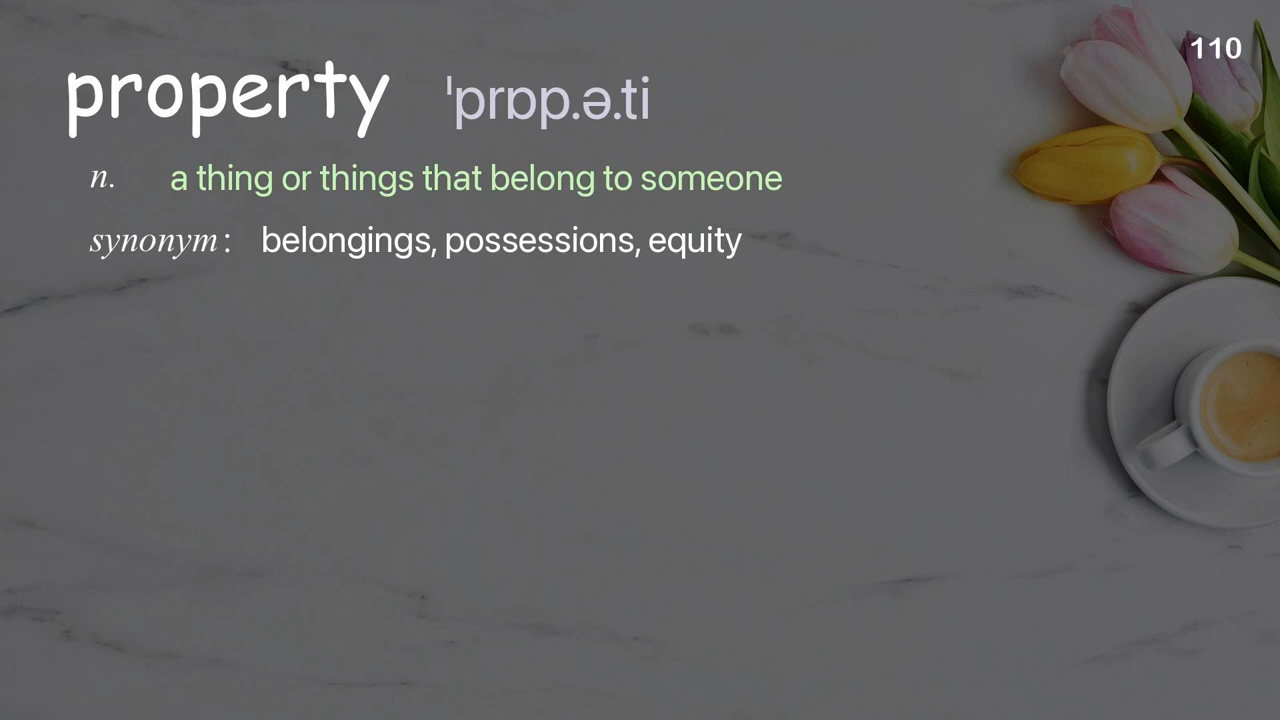 110
property ˈprɒp.ə.ti
n. a thing or things that belong to someone
synonym: belongings, possessions, equity